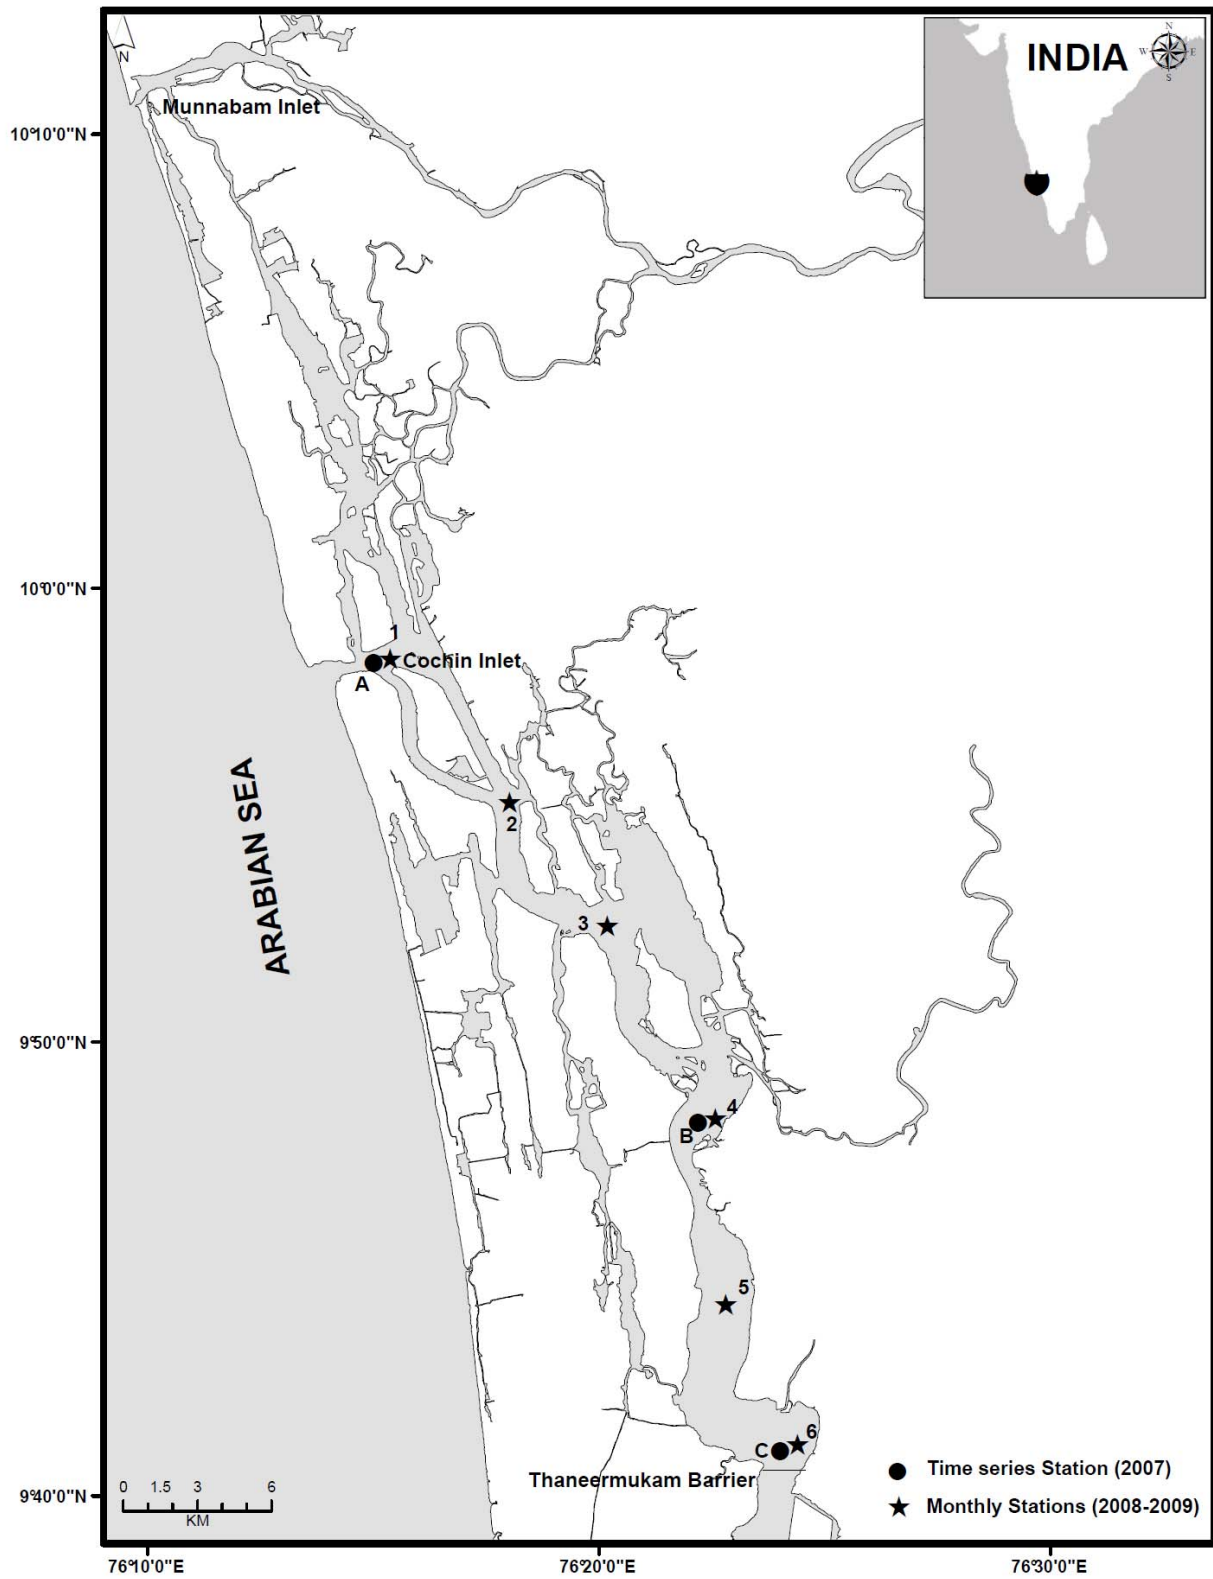 INDIA
N
W
E
S
N
Munnabam Inlet
10°10'0"N
10°0'0"N
1
Cochin Inlet
A
2
ARABIAN SEA
3
9°50'0"N
4
B
5
6
C
Thaneermukam Barrier
Time series Station (2007)
Monthly Stations (2008-2009)
0 1.5 3 6
KM
9°40'0"N
76°10'0"E
76°20'0"E
76°30'0"E